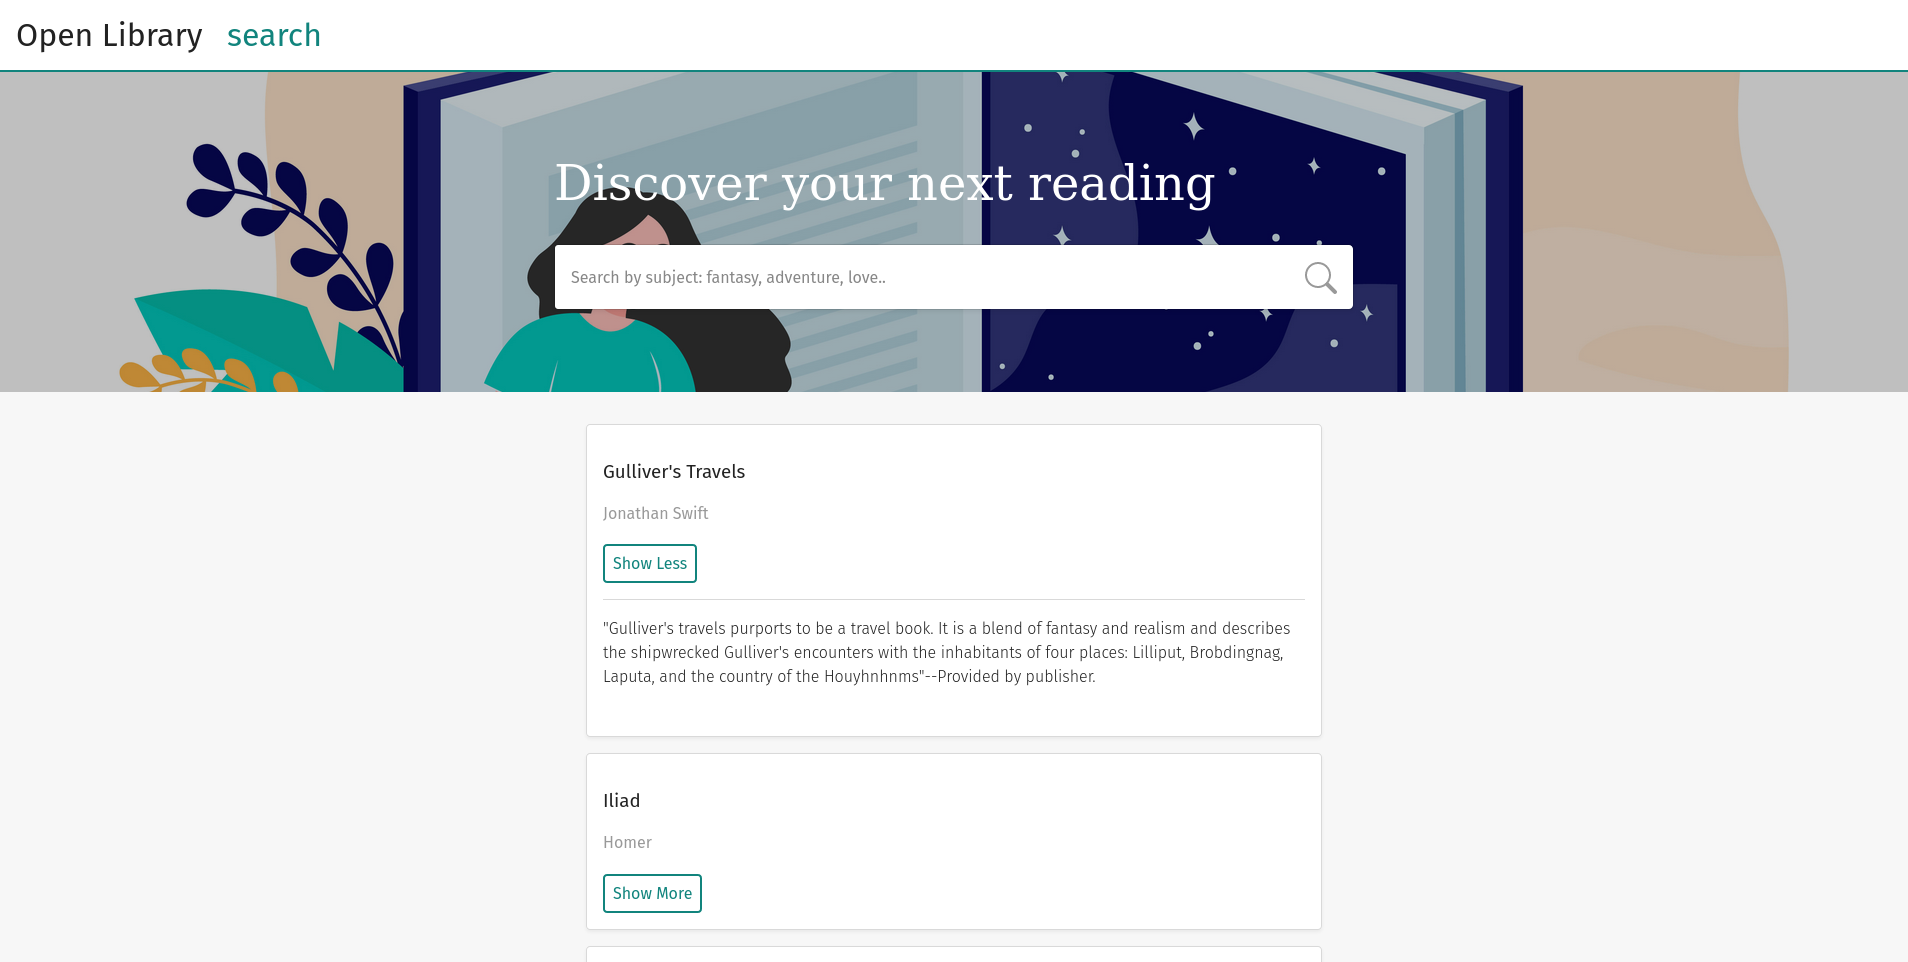 Open Library search
Discover your next reading
Search by subject: fantasy, adventure, love..
Gulliver's Travels
Jonathan Swift
Show Less
"Gulliver's travels purports to be a travel book. It is a blend of fantasy and realism and describes
the shipwrecked Gulliver's encounters with the inhabitants of four places: Lilliput, Brobdingnag,
Laputa, and the country of the Houyhnhnms"--Provided by publisher.
Iliad
Homer
Show More